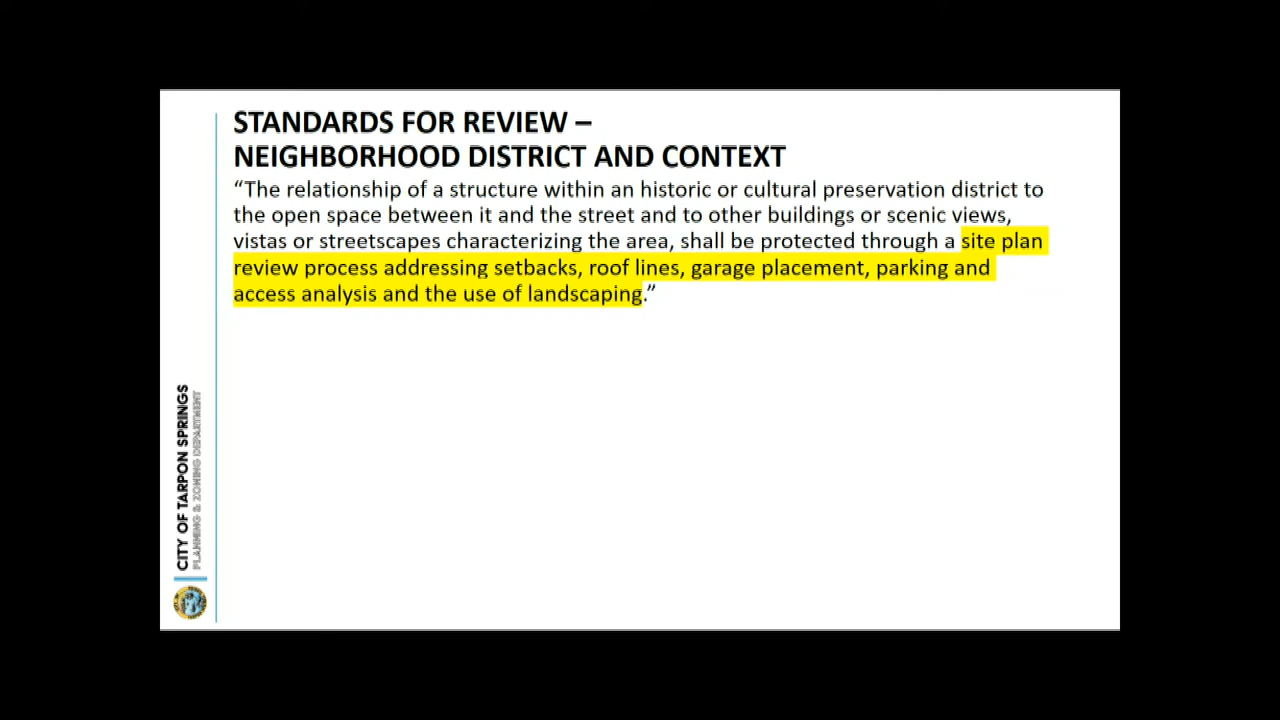 STANDARDS FOR REVIEW –
NEIGHBORHOOD DISTRICT AND CONTEXT
“The relationship of a structure within an historic or cultural preservation district to
the open space between it and the street and to other buildings or scenic views,
vistas or streetscapes characterizing the area, shall be protected through a site plan
review process addressing setbacks, roof lines, garage placement, parking and
access analysis and the use of landscaping.”
CITY OF TARPON SPRINGS
PLANNING & ZONING DEPARTMENT